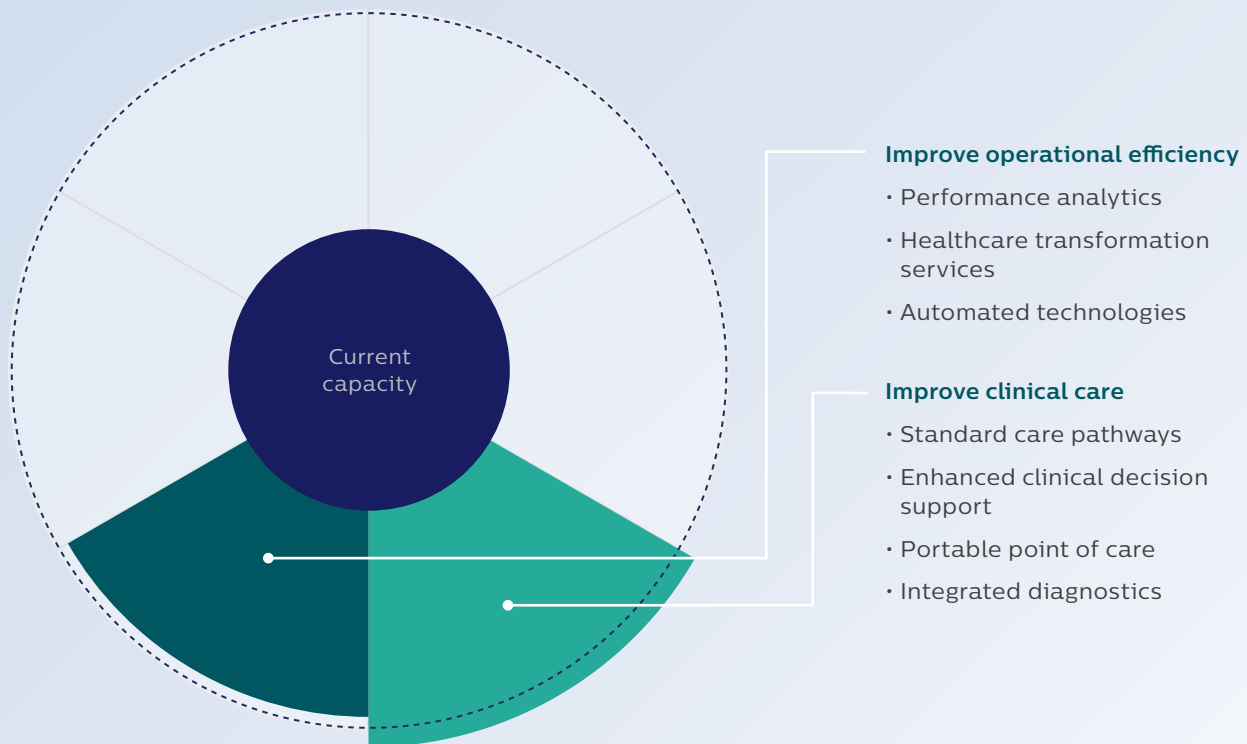 Current
capacity
Improve operational efficiency
· Performance analytics
· Healthcare transformation
services
· Automated technologies
Improve clinical care
· Standard care pathways
· Enhanced clinical decision
support
· Portable point of care
· Integrated diagnostics